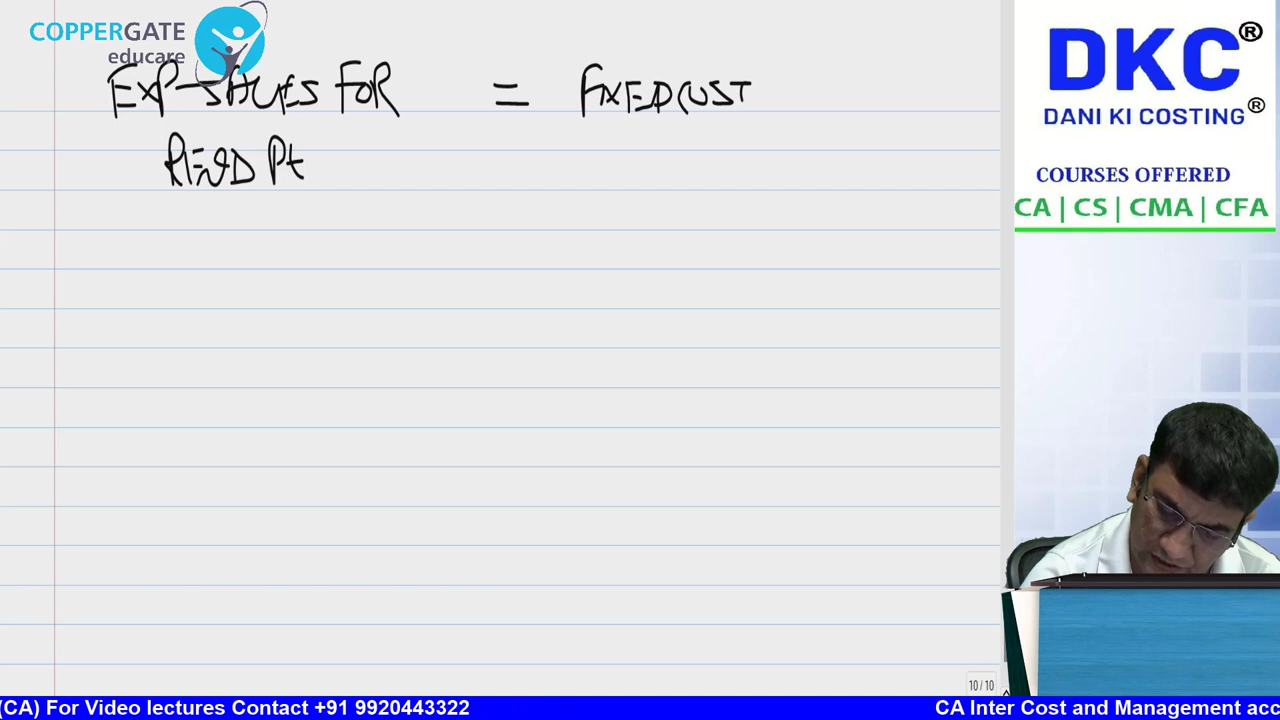 COPPERGATE
educare
EXP SALES FOR = FIXED COST
REQD Pt
DKC®
DANI KI COSTING®
COURSES OFFERED
CA | CS | CMA | CFA
10/10
(CA) For Video lectures Contact +91 9920443322
CA Inter Cost and Management acc